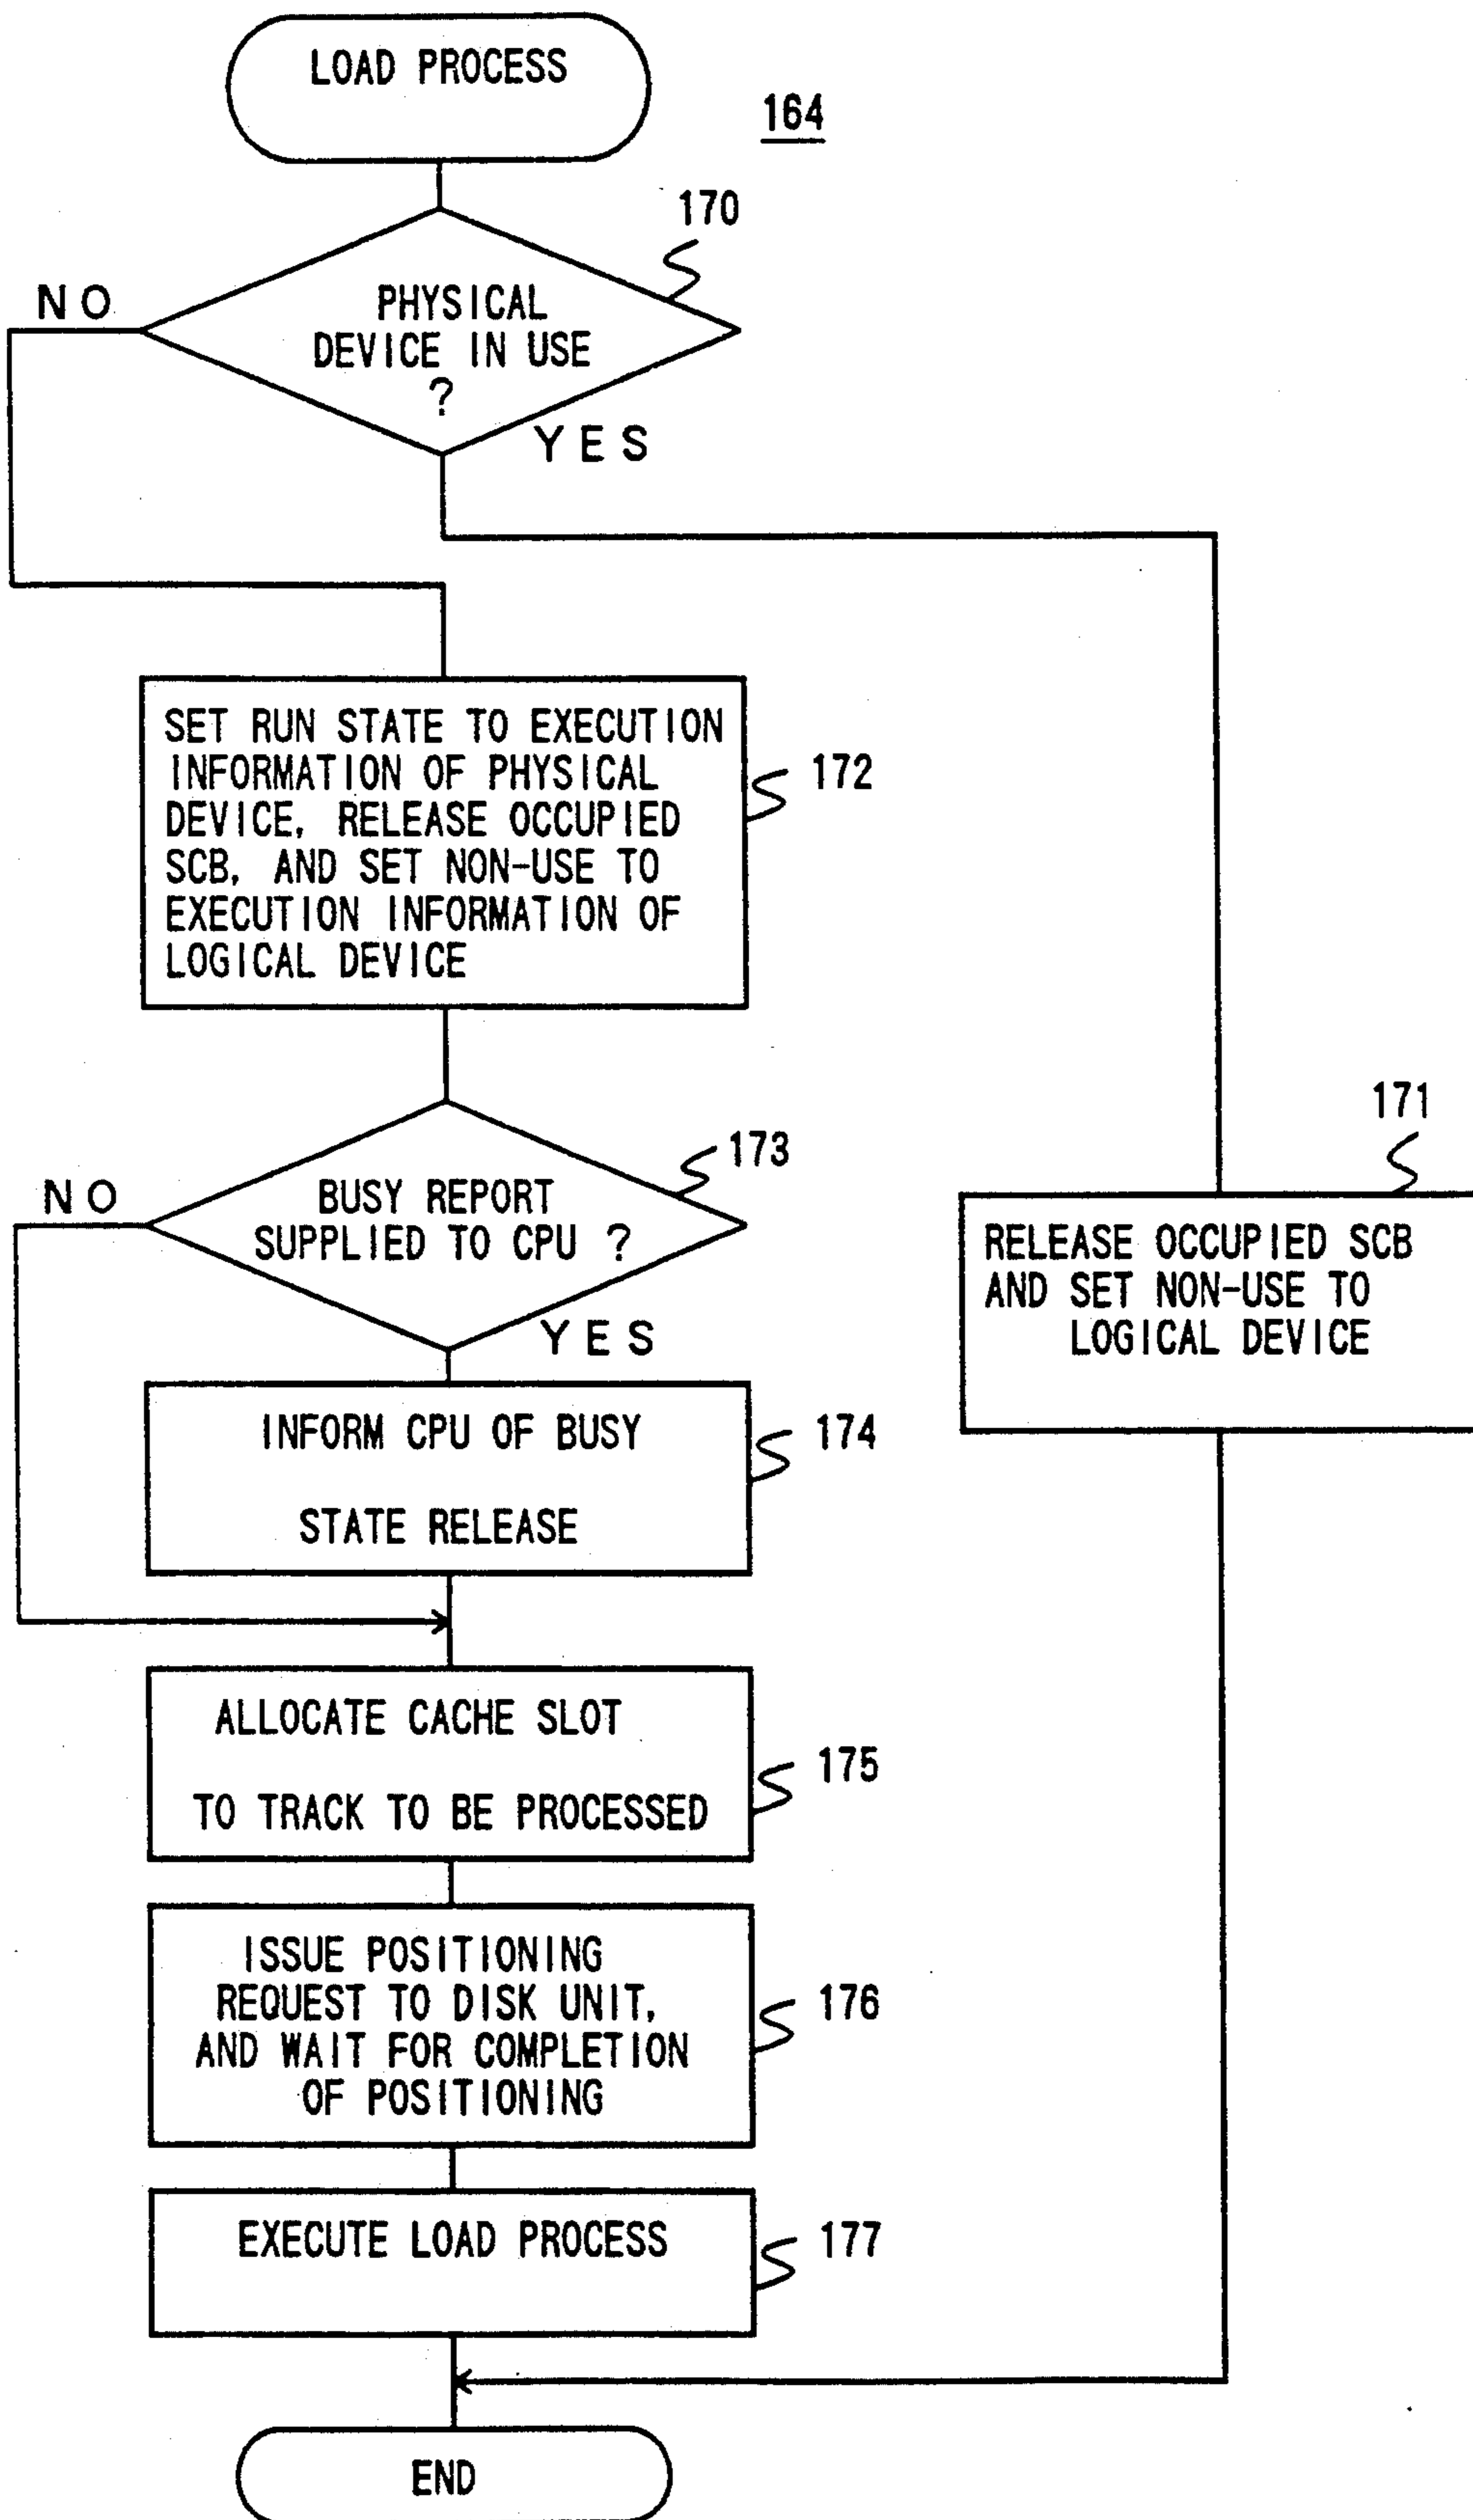 LOAD PROCESS
164
170
NO
PHYSICAL
DEVICE IN USE
?
YES
SET RUN STATE TO EXECUTION
INFORMATION OF PHYSICAL
DEVICE, RELEASE OCCUPIED
SCB, AND SET NON-USE TO
EXECUTION INFORMATION OF
LOGICAL DEVICE
172
173
NO
BUSY REPORT
SUPPLIED TO CPU ?
YES
171
RELEASE OCCUPIED SCB
AND SET NON-USE TO
LOGICAL DEVICE
INFORM CPU OF BUSY
STATE RELEASE
174
ALLOCATE CACHE SLOT
TO TRACK TO BE PROCESSED
175
ISSUE POSITIONING
REQUEST TO DISK UNIT,
AND WAIT FOR COMPLETION
OF POSITIONING
176
EXECUTE LOAD PROCESS
177
END